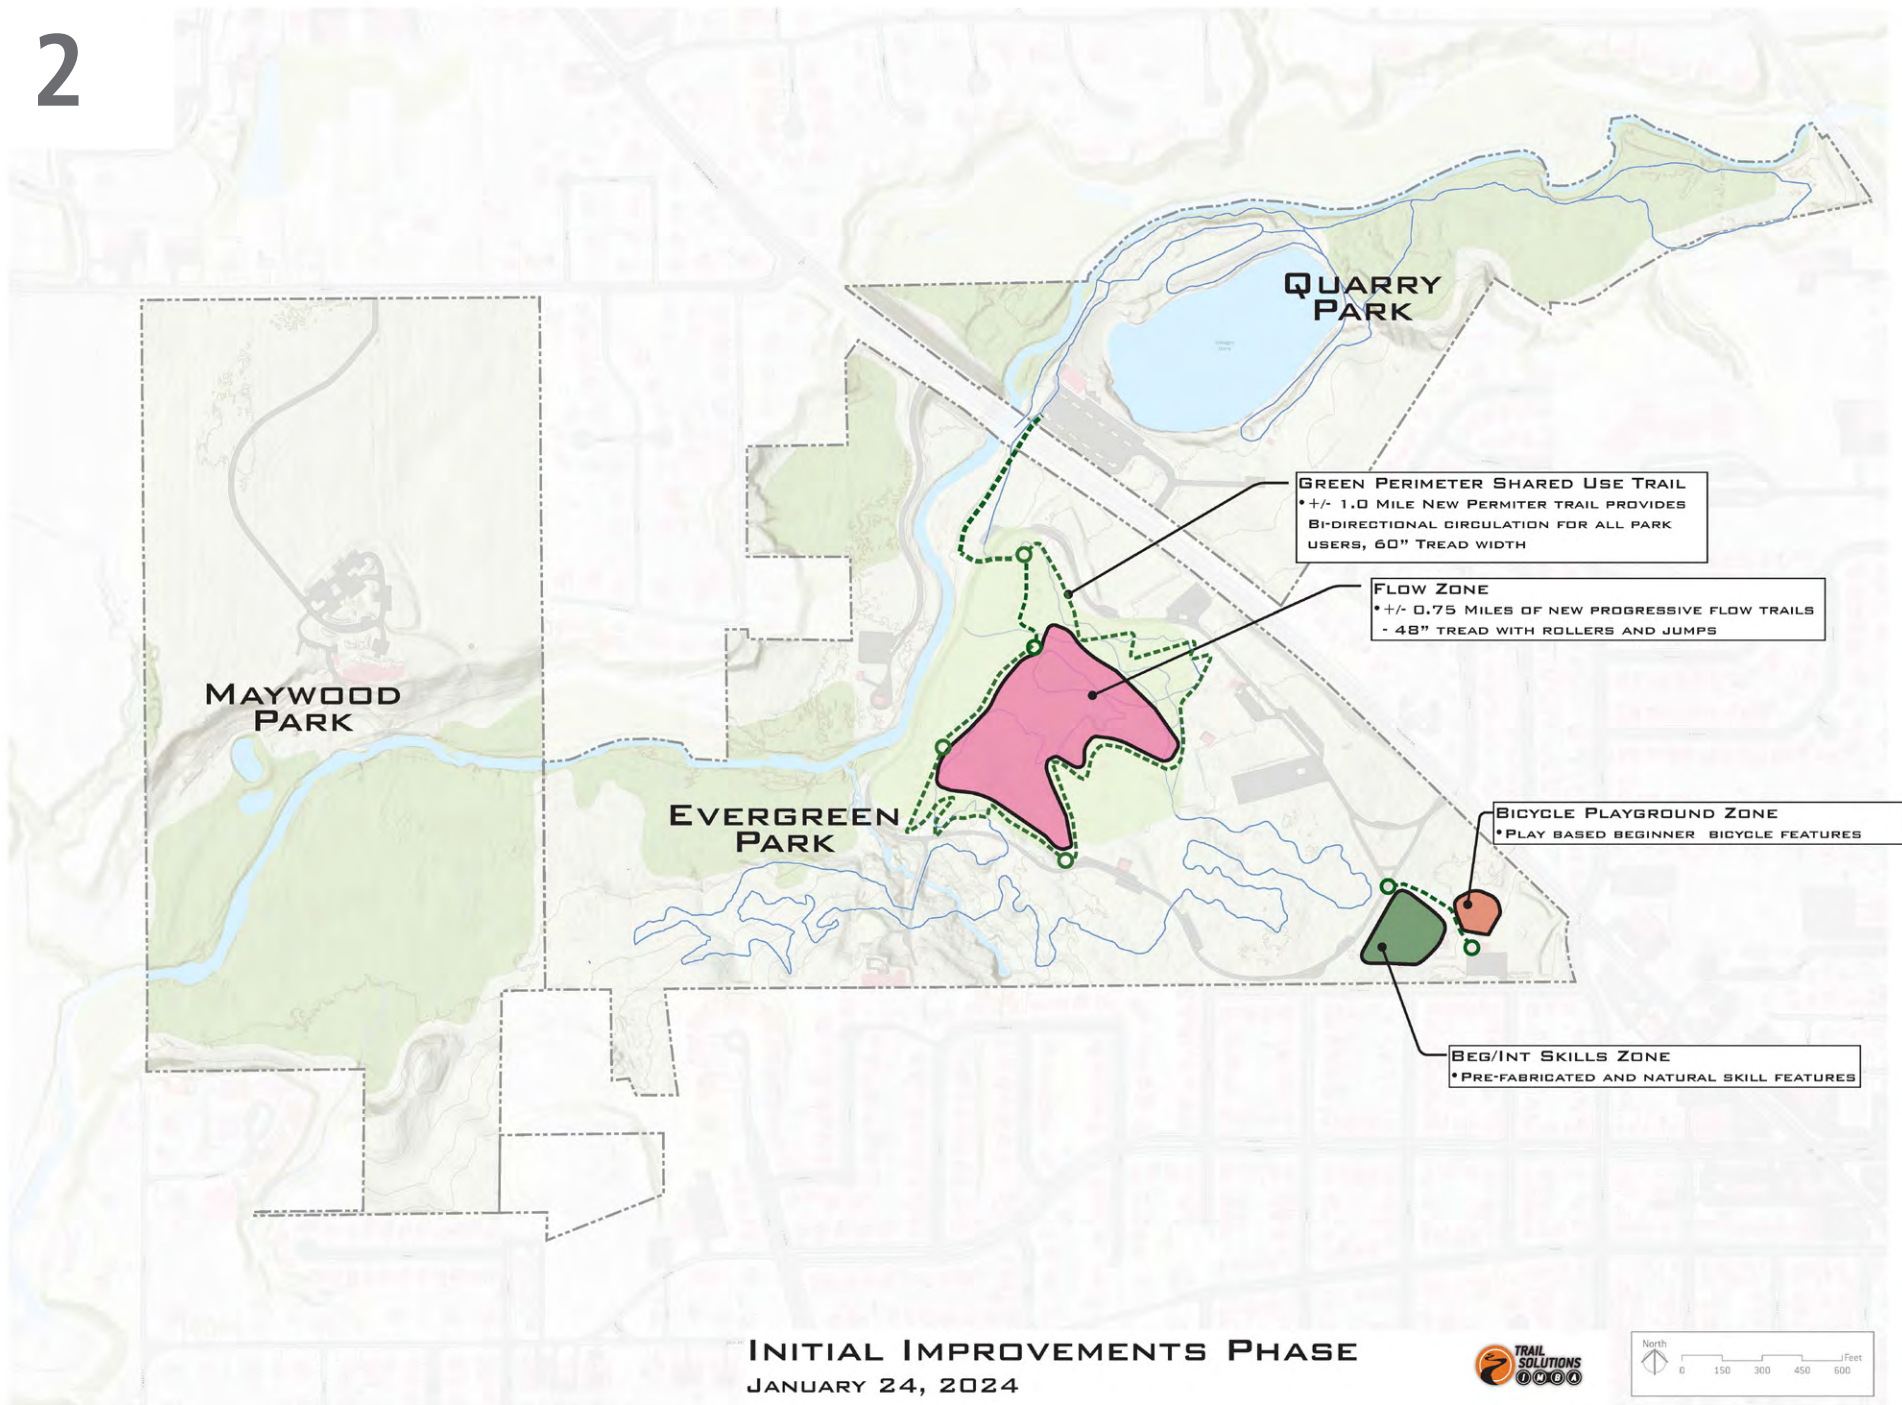 2
QUARRY
PARK
GREEN PERIMETER SHARED USE TRAIL
• +/- 1.0 MILE NEW PERMITER TRAIL PROVIDES
BI-DIRECTIONAL CIRCULATION FOR ALL PARK
USERS, 60" TREAD WIDTH
FLOW ZONE
• +/- 0.75 MILES OF NEW PROGRESSIVE FLOW TRAILS
- 48" TREAD WITH ROLLERS AND JUMPS
MAYWOOD
PARK
EVERGREEN
PARK
BICYCLE PLAYGROUND ZONE
• PLAY BASED BEGINNER BICYCLE FEATURES
BEG/INT SKILLS ZONE
• PRE-FABRICATED AND NATURAL SKILL FEATURES
INITIAL IMPROVEMENTS PHASE
JANUARY 24, 2024
TRAIL
SOLUTIONS
IMBA
North
Feet
0 150 300 450 600